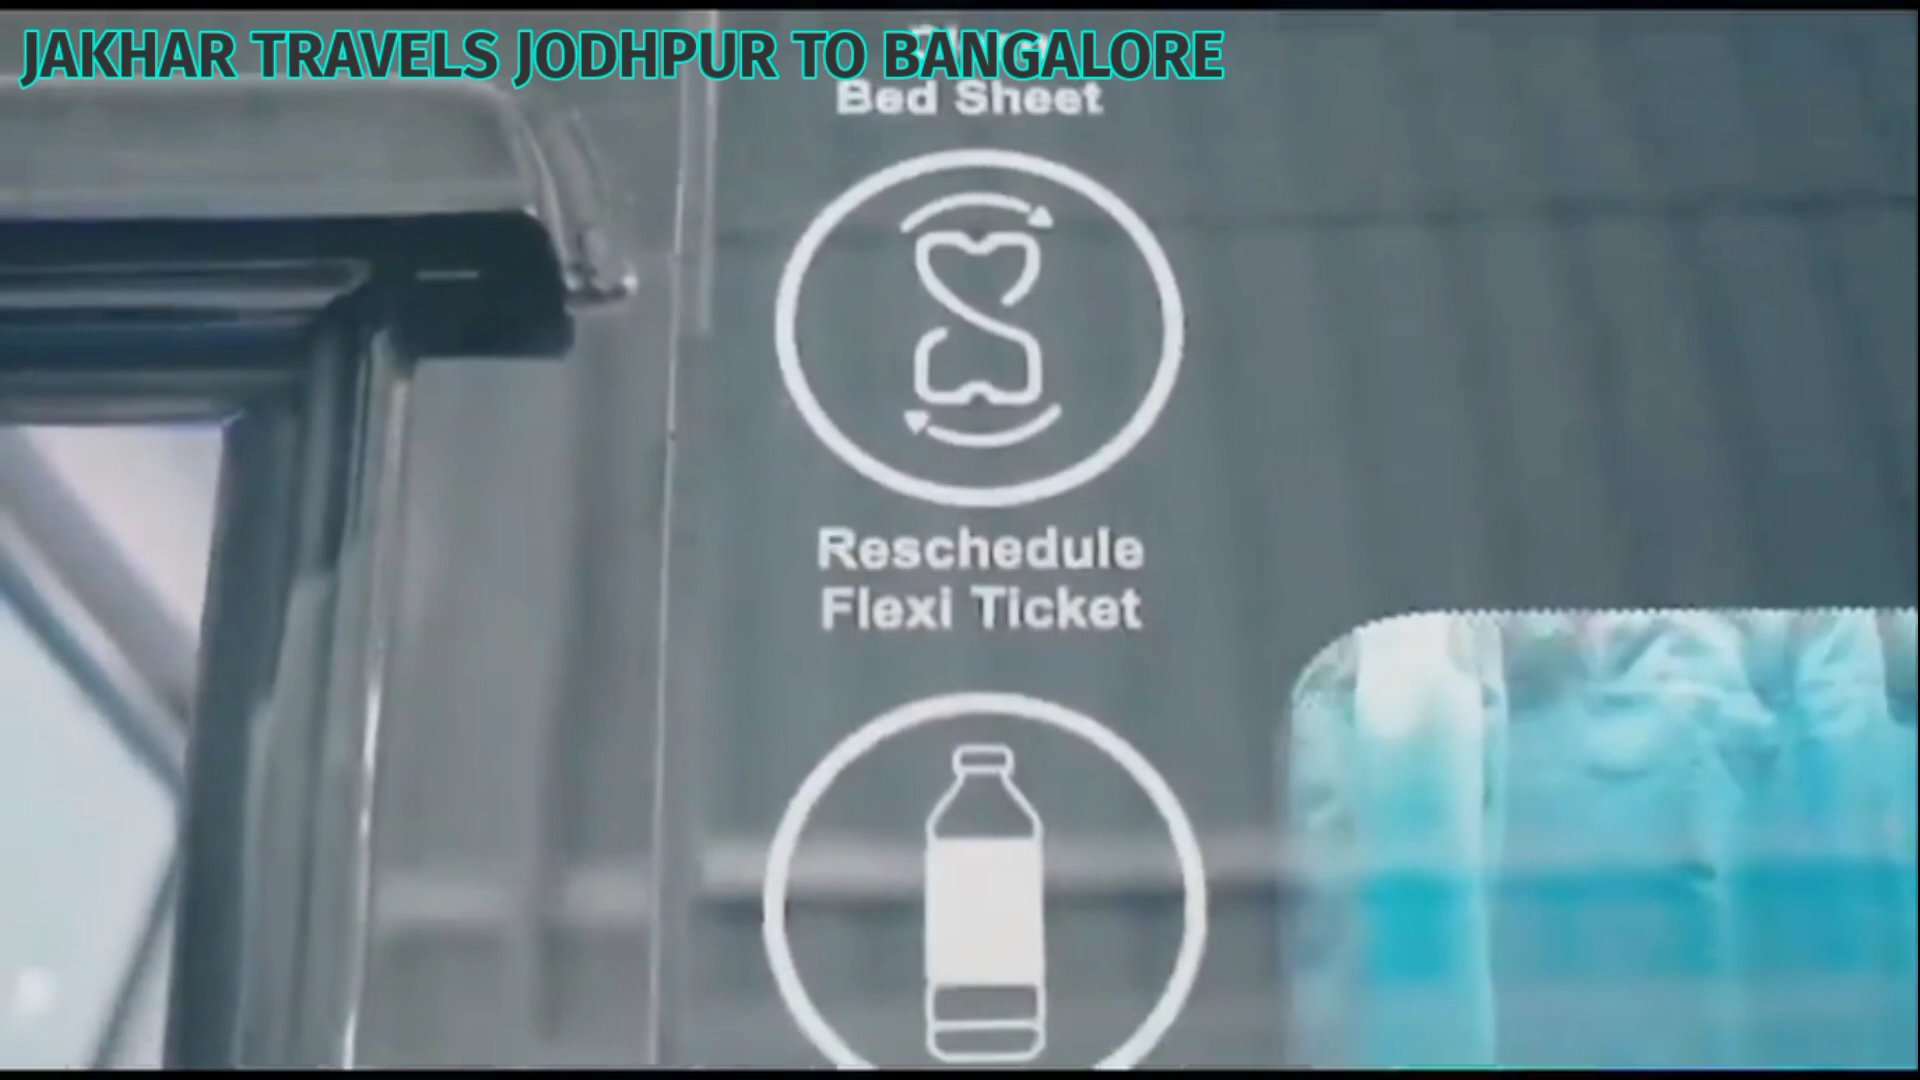 JAKHAR TRAVELS JODHPUR TO BANGALORE
Bed Sheet
Reschedule
Flexi Ticket